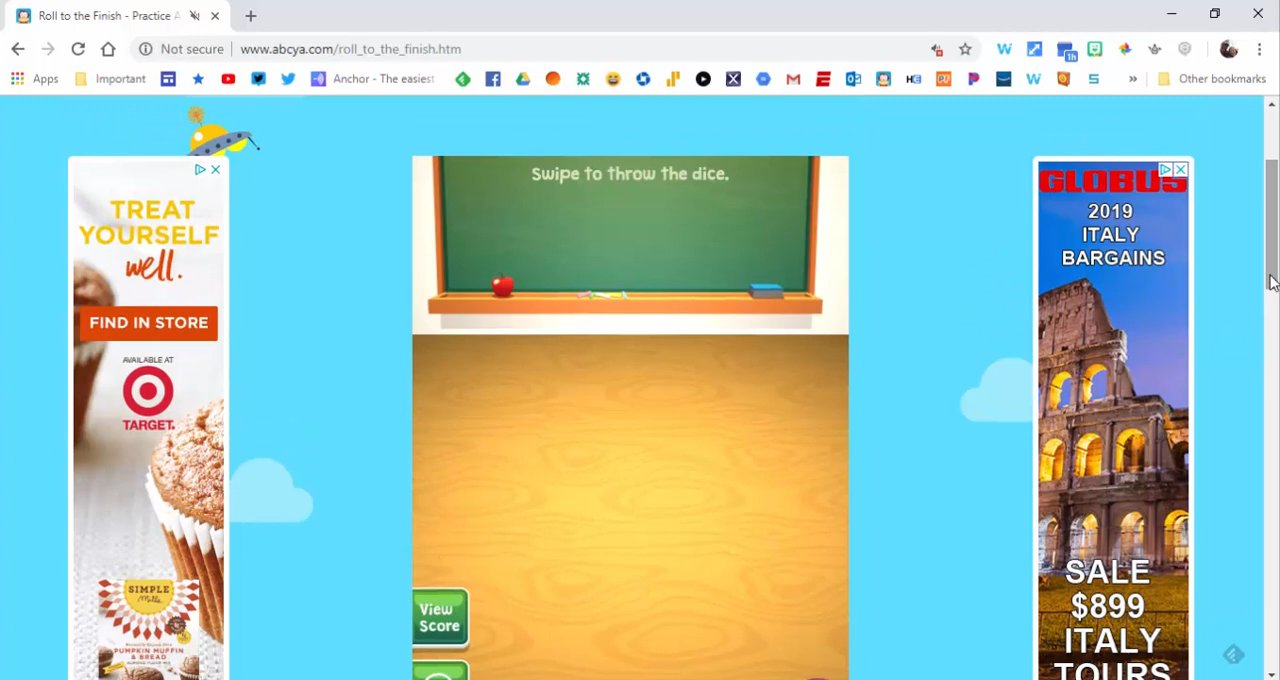 Roll to the Finish - Practice A
Not secure
www.abcya.com/roll_to_the_finish.htm
Apps
Important
Anchor - The easiest
Other bookmarks
TREAT
YOURSELF
well.
FIND IN STORE
AVAILABLE AT
TARGET.
SIMPLE
Mills
PUMPKIN MUFFIN
& BREAD
Swipe to throw the dice.
View
Score
GLOBUS
2019
ITALY
BARGAINS
SALE
$899
ITALY
TOURS